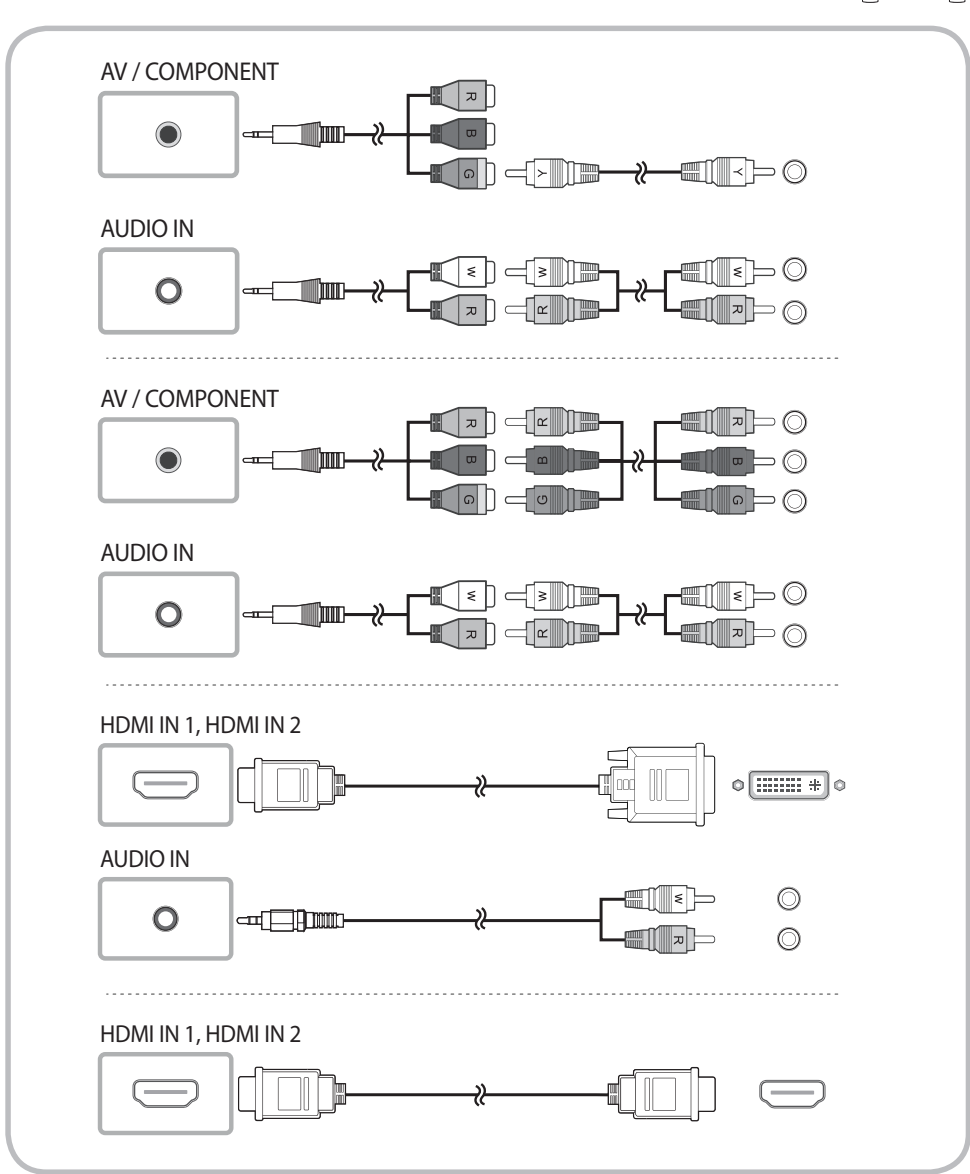 AV / COMPONENT
R
B
G Y Y
AUDIO IN
W W W
R R R
AV / COMPONENT
R R R
B B B
G G G
AUDIO IN
W W W
R R R
HDMI IN 1, HDMI IN 2
AUDIO IN
W
R
HDMI IN 1, HDMI IN 2